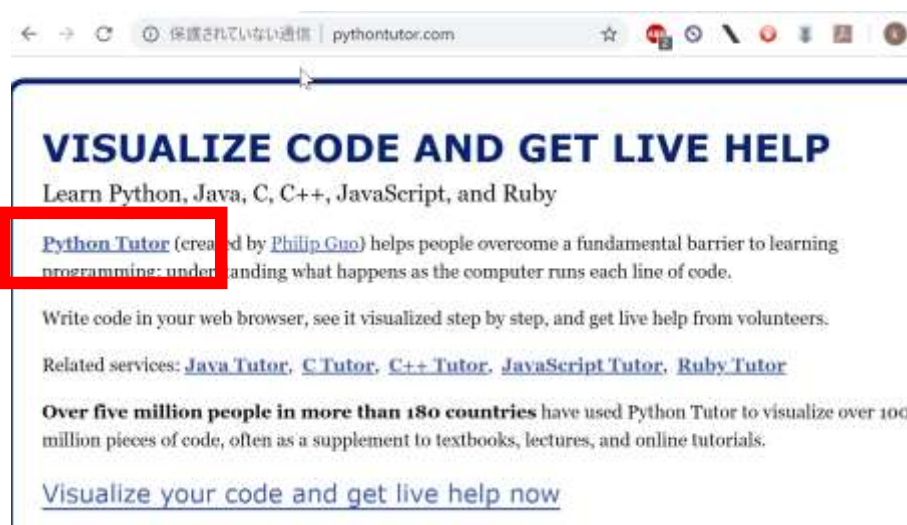 保護されていない通信 | pythontutor.com
2
VISUALIZE CODE AND GET LIVE HELP
Learn Python, Java, C, C++, JavaScript, and Ruby
Python Tutor (created by Philip Guo) helps people overcome a fundamental barrier to learning
programming: understanding what happens as the computer runs each line of code.
Write code in your web browser, see it visualized step by step, and get live help from volunteers.
Related services: Java Tutor, C Tutor, C++ Tutor, JavaScript Tutor, Ruby Tutor
Over five million people in more than 180 countries have used Python Tutor to visualize over 100
million pieces of code, often as a supplement to textbooks, lectures, and online tutorials.
Visualize your code and get live help now